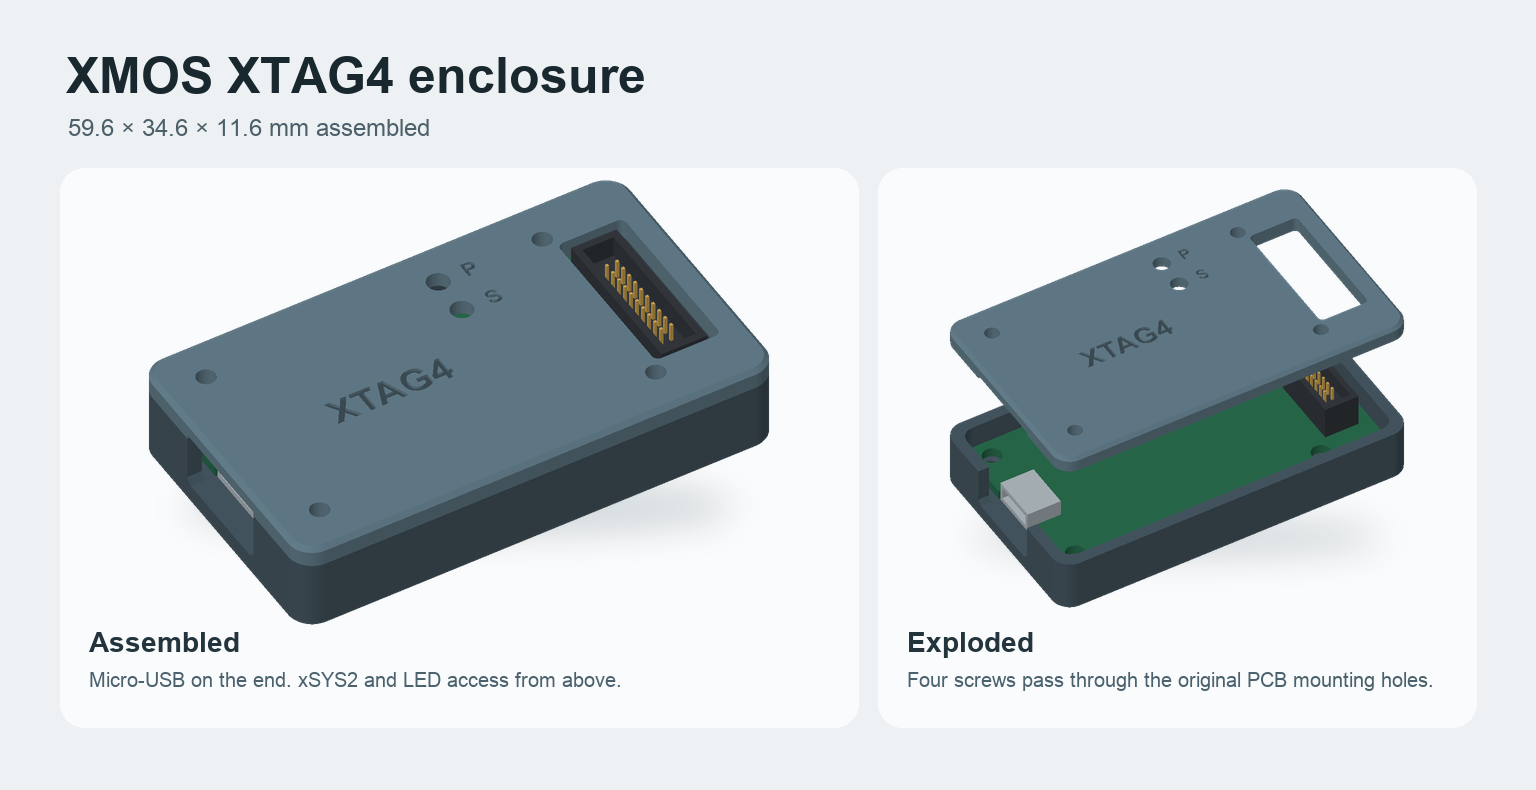 XMOS XTAG4 enclosure
59.6 × 34.6 × 11.6 mm assembled
P
S
XTAG4
P
S
XTAG4
Assembled
Micro-USB on the end. xSYS2 and LED access from above.
Exploded
Four screws pass through the original PCB mounting holes.